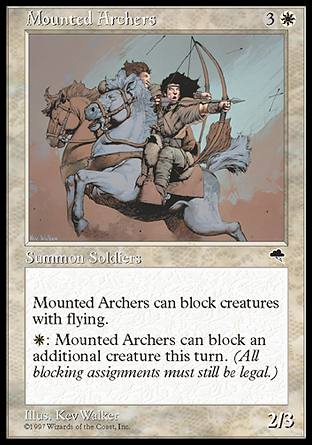 Mounted Archers 3
Kev Walker
Summon Soldiers
Mounted Archers can block creatures
with flying.
: Mounted Archers can block an
additional creature this turn. (All
blocking assignments must still be legal.)
Illus. Kev Walker
©1997 Wizards of the Coast, Inc.
2/3